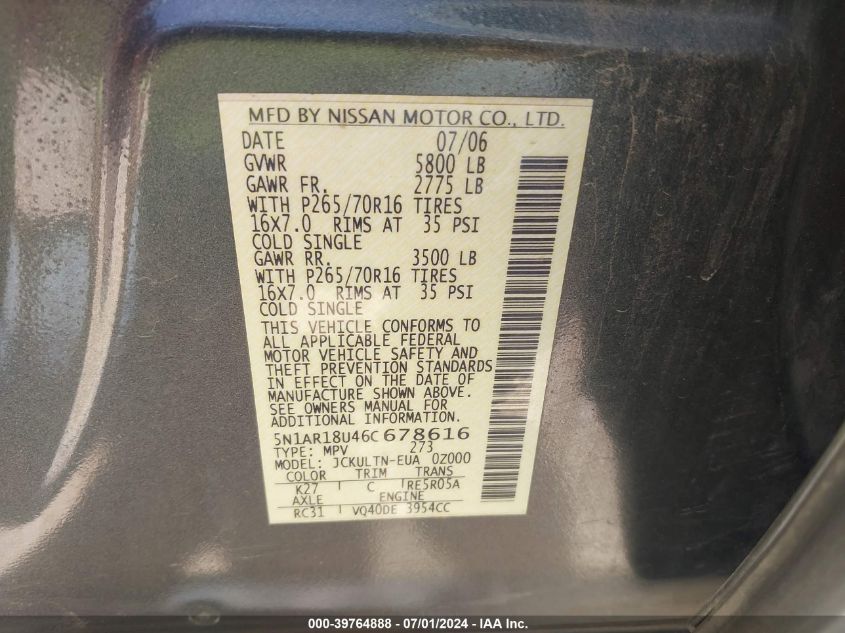 MFD BY NISSAN MOTOR CO., LTD.
DATE 07/06
GVWR 5800 LB
GAWR FR. 2775 LB
WITH P265/70R16 TIRES
16X7.0 RIMS AT 35 PSI
COLD SINGLE
GAWR RR. 3500 LB
WITH P265/70R16 TIRES
16X7.0 RIMS AT 35 PSI
COLD SINGLE
THIS VEHICLE CONFORMS TO
ALL APPLICABLE FEDERAL
MOTOR VEHICLE SAFETY AND
THEFT PREVENTION STANDARDS
IN EFFECT ON THE DATE OF
MANUFACTURE SHOWN ABOVE.
SEE OWNERS MANUAL FOR
ADDITIONAL INFORMATION.
5N1AR18U46C678616
TYPE: MPV 273
MODEL: JCKULTN-EUA 0Z000
COLOR TRIM TRANS
K27 C RE5R05A
AXLE ENGINE
RC31 VQ40DE 3954CC
000-39764888 - 07/01/2024 - IAA Inc.